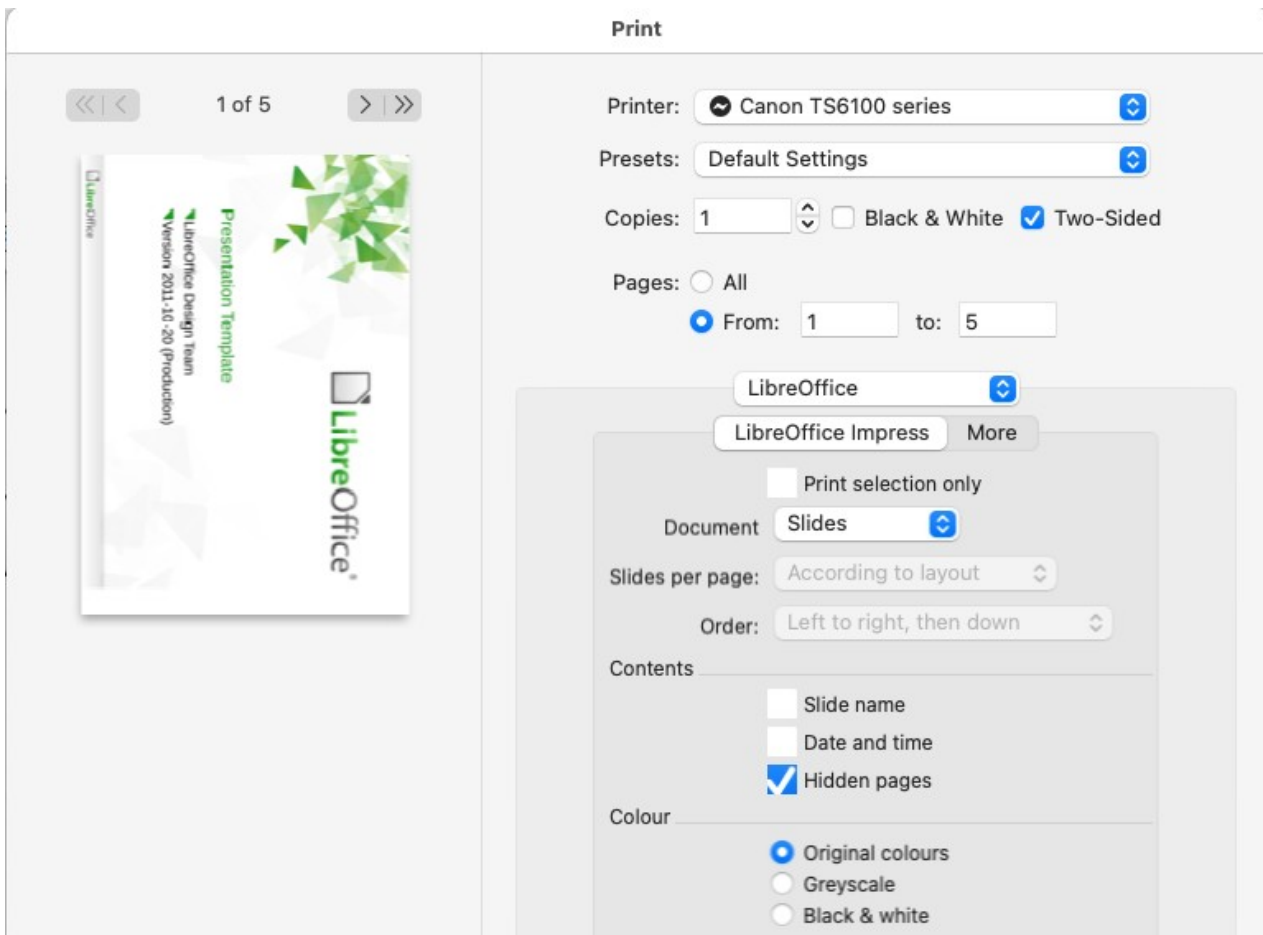 Print
1 of 5
LibreOffice
Presentation Template
LibreOffice Design Team
Version 2011-10-20 (Production)
LibreOffice
Printer: Canon TS6100 series
Presets: Default Settings
Copies: 1 Black & White Two-Sided
Pages: All
From: 1 to: 5
LibreOffice
LibreOffice Impress More
Print selection only
Document Slides
Slides per page: According to layout
Order: Left to right, then down
Contents
Slide name
Date and time
Hidden pages
Colour
Original colours
Greyscale
Black & white